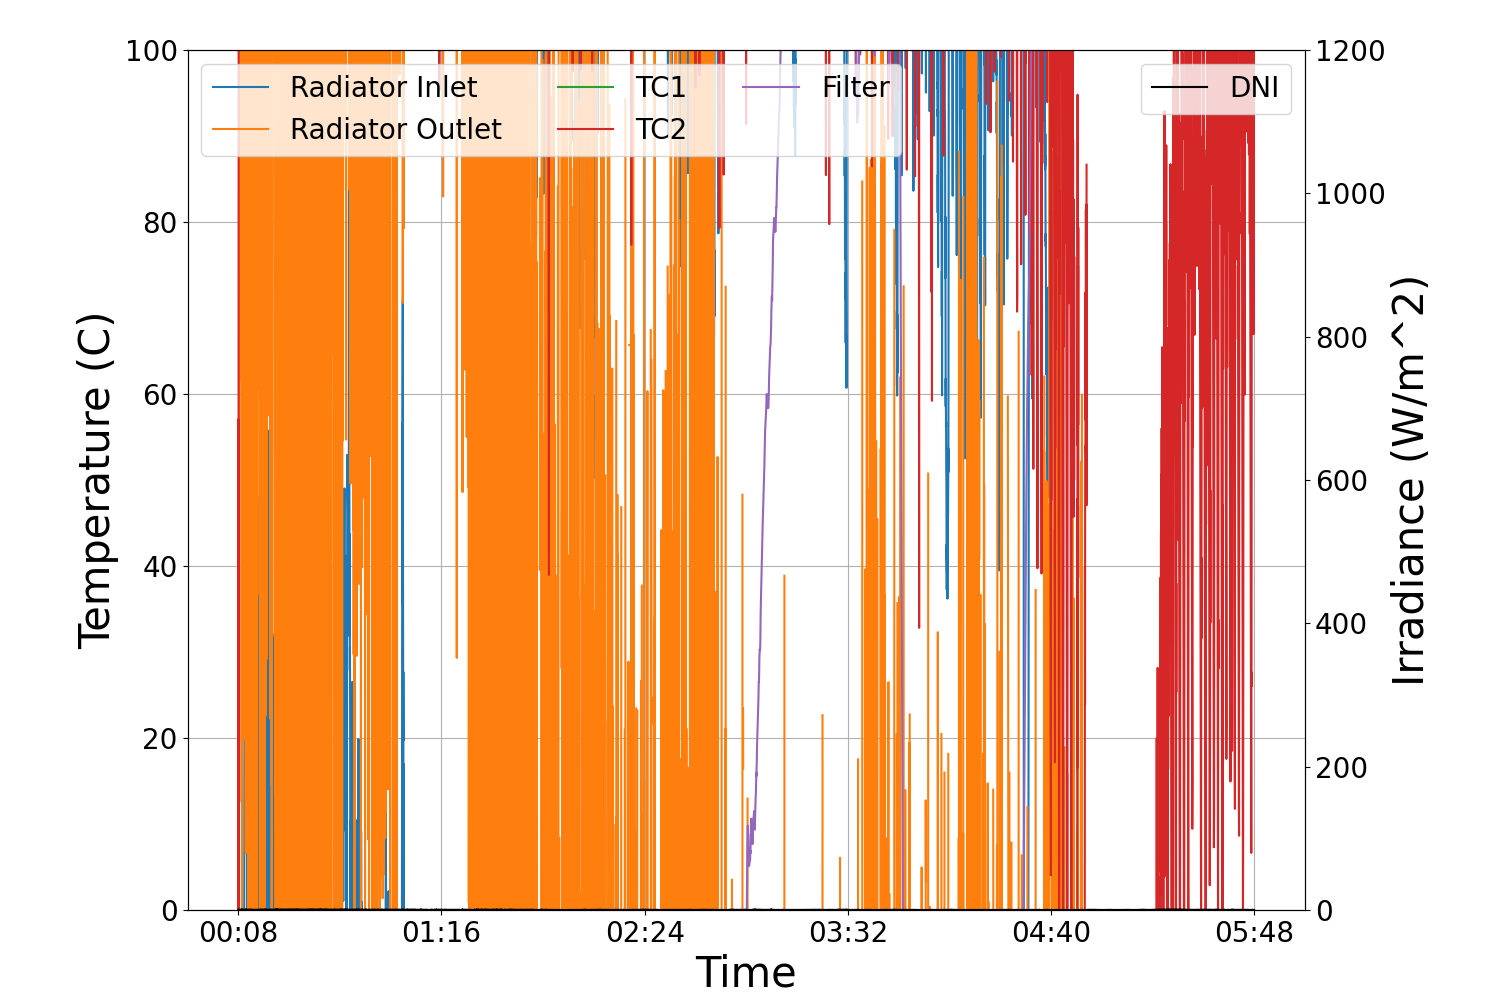 Radiator Inlet
Radiator Outlet
TC1
TC2
Filter
DNI
100
80
60
40
20
0
Temperature (C)
1200
1000
800
600
400
200
0
Irradiance (W/m^2)
00:08 01:16 02:24 03:32 04:40 05:48
Time